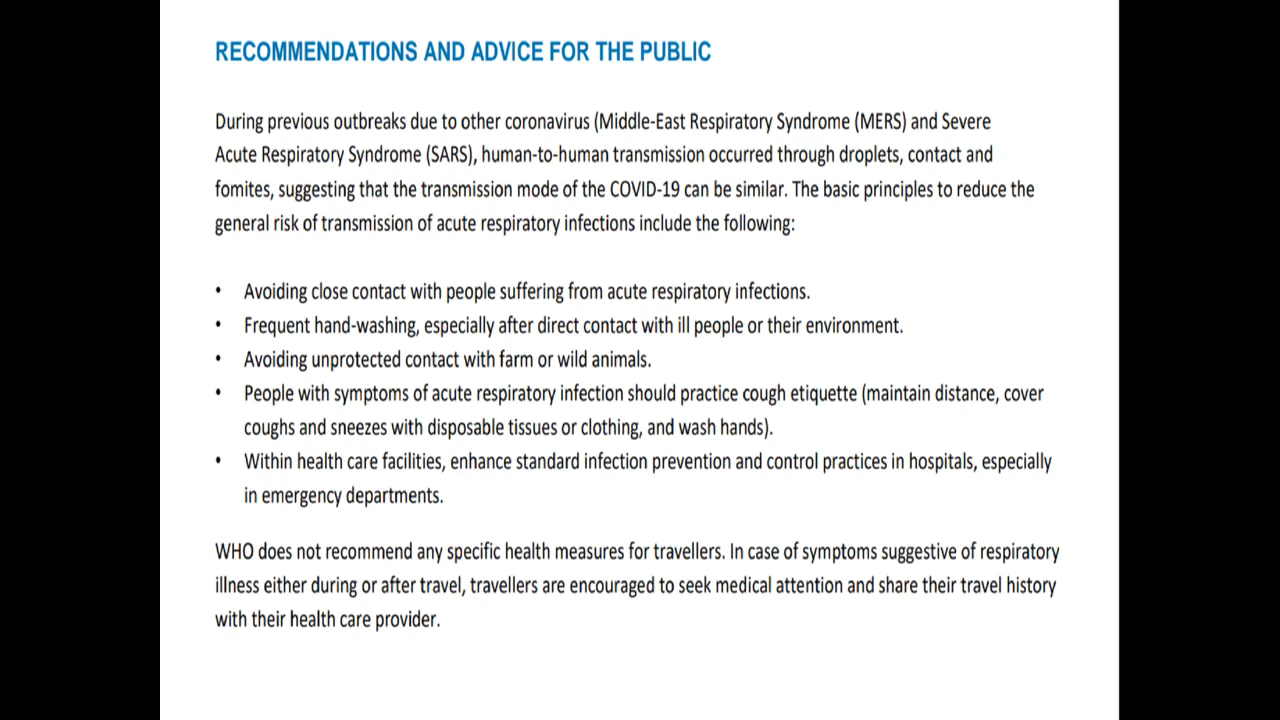 RECOMMENDATIONS AND ADVICE FOR THE PUBLIC
During previous outbreaks due to other coronavirus (Middle-East Respiratory Syndrome (MERS) and Severe
Acute Respiratory Syndrome (SARS), human-to-human transmission occurred through droplets, contact and
fomites, suggesting that the transmission mode of the COVID-19 can be similar. The basic principles to reduce the
general risk of transmission of acute respiratory infections include the following:
• Avoiding close contact with people suffering from acute respiratory infections.
• Frequent hand-washing, especially after direct contact with ill people or their environment.
• Avoiding unprotected contact with farm or wild animals.
• People with symptoms of acute respiratory infection should practice cough etiquette (maintain distance, cover
coughs and sneezes with disposable tissues or clothing, and wash hands).
• Within health care facilities, enhance standard infection prevention and control practices in hospitals, especially
in emergency departments.
WHO does not recommend any specific health measures for travellers. In case of symptoms suggestive of respiratory
illness either during or after travel, travellers are encouraged to seek medical attention and share their travel history
with their health care provider.